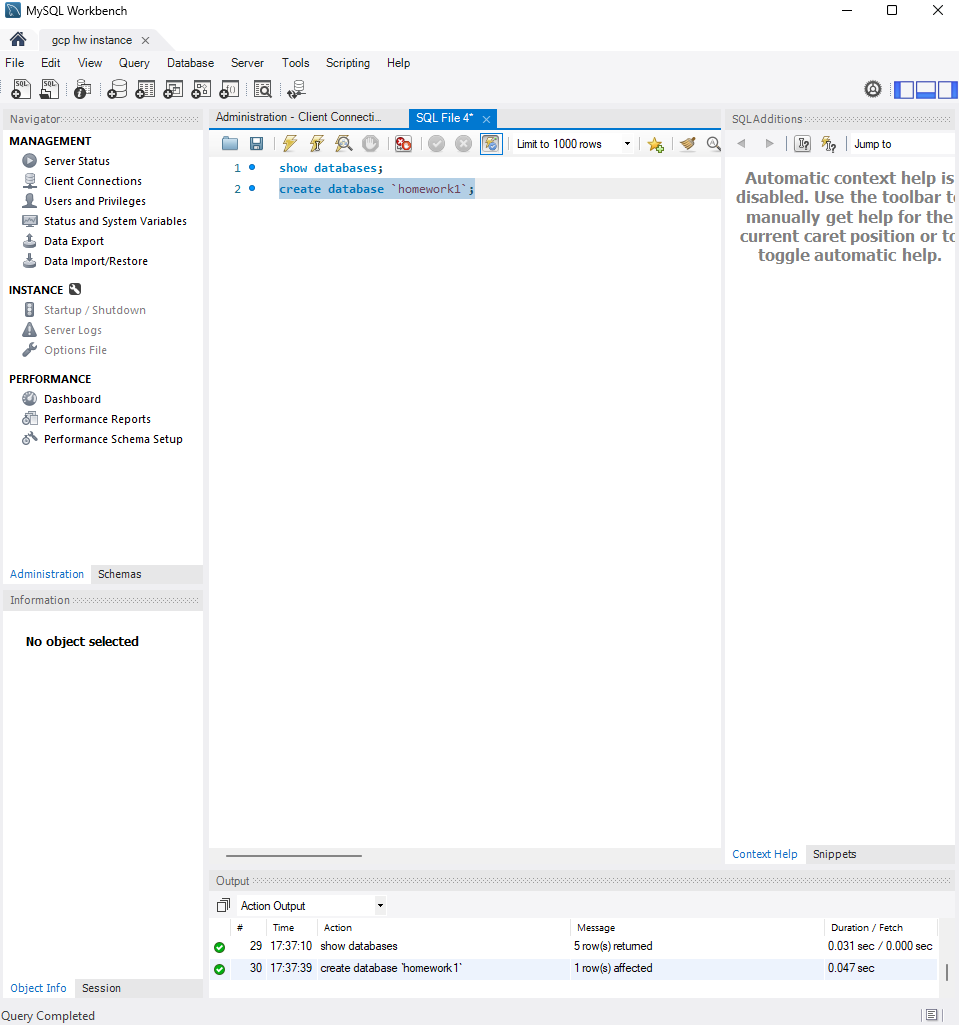 MySQL Workbench
gcp hw instance
File Edit View Query Database Server Tools Scripting Help
Navigator
MANAGEMENT
Server Status
Client Connections
Users and Privileges
Status and System Variables
Data Export
Data Import/Restore
INSTANCE
Startup / Shutdown
Server Logs
Options File
PERFORMANCE
Dashboard
Performance Reports
Performance Schema Setup
Administration Schemas
Information
No object selected
Object Info Session
Administration - Client Connecti... SQL File 4*
Limit to 1000 rows
1 show databases;
2 create database `homework1`;
SQLAdditions
Jump to
Automatic context help is
disabled. Use the toolbar to
manually get help for the
current caret position or to
toggle automatic help.
Context Help Snippets
Output
Action Output
# Time Action Message Duration / Fetch
29 17:37:10 show databases 5 row(s) returned 0.031 sec / 0.000 sec
30 17:37:39 create database `homework1` 1 row(s) affected 0.047 sec
Query Completed